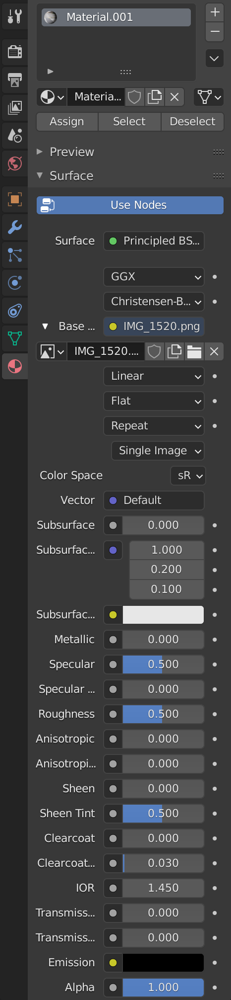 Material.001
Materia...
Assign Select Deselect
Preview
Surface
Use Nodes
Surface Principled BS...
GGX
Christensen-B...
Base ... IMG_1520.png
IMG_1520....
Linear
Flat
Repeat
Single Image
Color Space sR
Vector Default
Subsurface 0.000
Subsurfac... 1.000
0.200
0.100
Subsurfac...
Metallic 0.000
Specular 0.500
Specular ... 0.000
Roughness 0.500
Anisotropic 0.000
Anisotropi... 0.000
Sheen 0.000
Sheen Tint 0.500
Clearcoat 0.000
Clearcoat... 0.030
IOR 1.450
Transmiss... 0.000
Transmiss... 0.000
Emission
Alpha 1.000